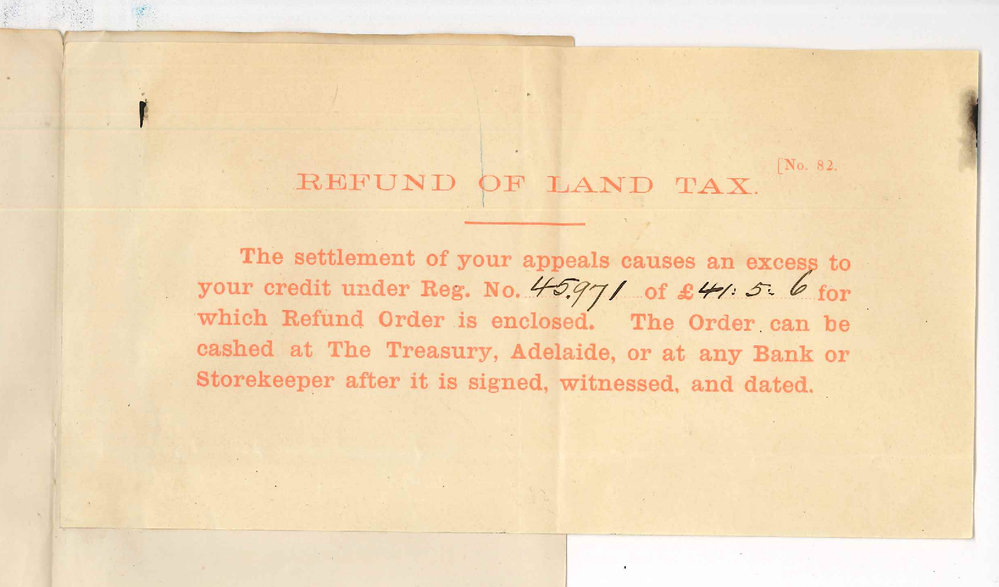 [No. 82.
REFUND OF LAND TAX.
The settlement of your appeals causes an excess to
your credit under Reg. No. 45.971 of £41: 5: 6 for
which Refund Order is enclosed. The Order can be
cashed at The Treasury, Adelaide, or at any Bank or
Storekeeper after it is signed, witnessed, and dated.